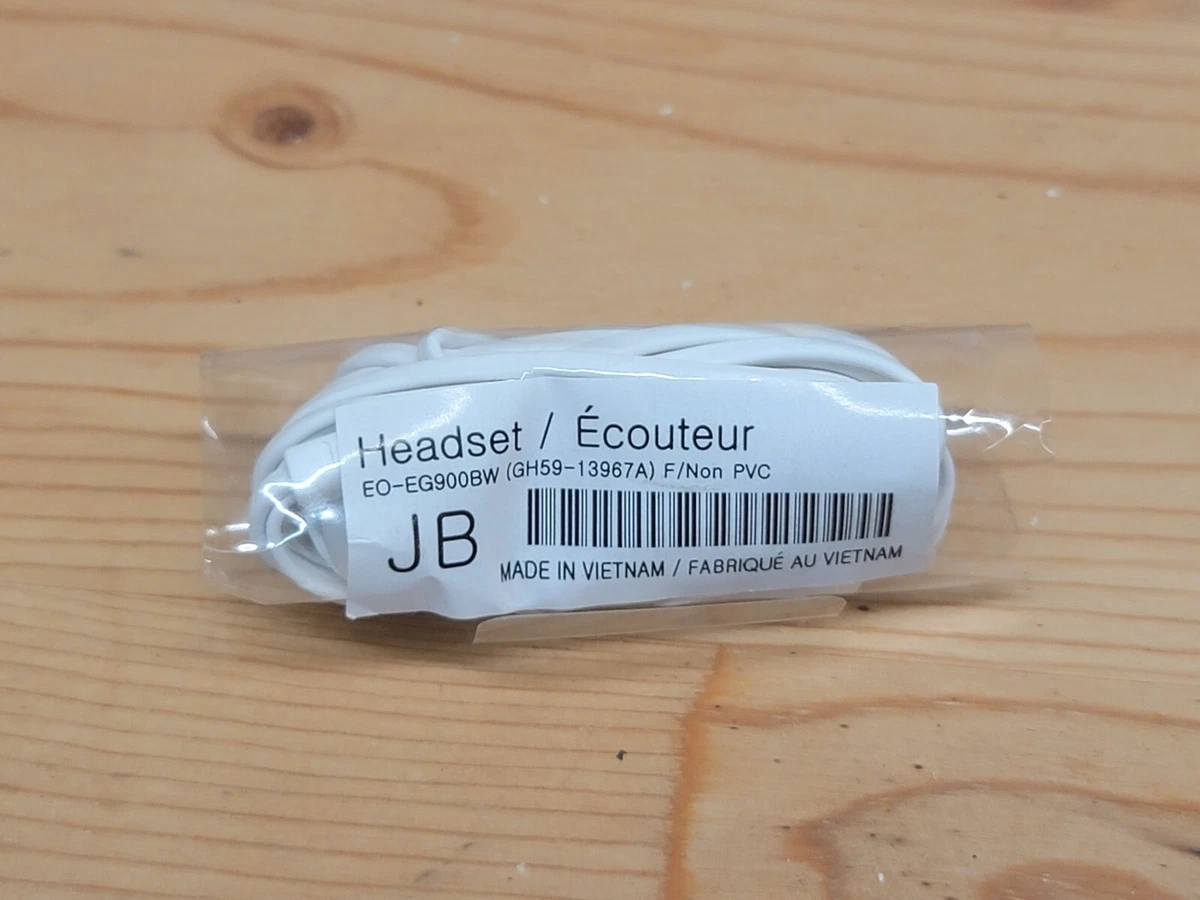 Headset / Écouteur
EO-EG900BW (GH59-13967A) F/Non PVC
JB
MADE IN VIETNAM / FABRIQUÉ AU VIETNAM